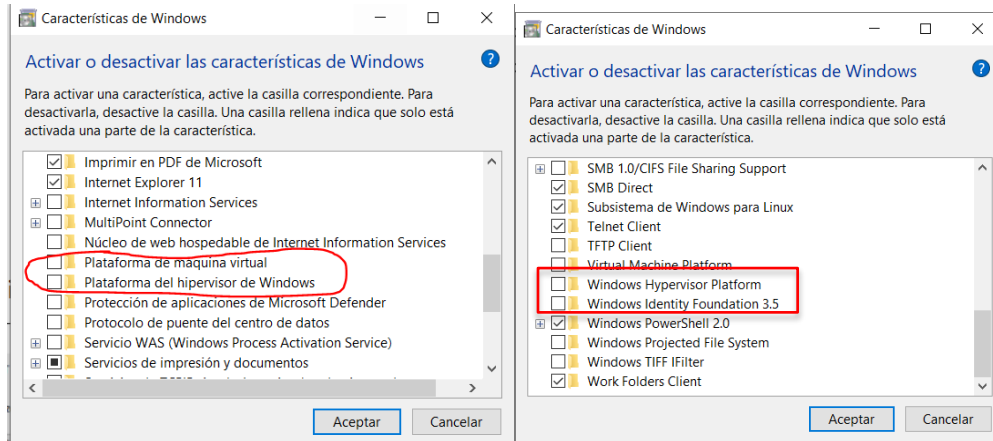 Características de Windows
Activar o desactivar las características de Windows
?
Para activar una característica, active la casilla correspondiente. Para
desactivarla, desactive la casilla. Una casilla rellena indica que solo está
activada una parte de la característica.
Imprimir en PDF de Microsoft
Internet Explorer 11
Internet Information Services
MultiPoint Connector
Núcleo de web hospedable de Internet Information Services
Plataforma de máquina virtual
Plataforma del hipervisor de Windows
Protección de aplicaciones de Microsoft Defender
Protocolo de puente del centro de datos
Servicio WAS (Windows Process Activation Service)
Servicios de impresión y documentos
Aceptar
Cancelar
Características de Windows
Activar o desactivar las características de Windows
?
Para activar una característica, active la casilla correspondiente. Para
desactivarla, desactive la casilla. Una casilla rellena indica que solo está
activada una parte de la característica.
SMB 1.0/CIFS File Sharing Support
SMB Direct
Subsistema de Windows para Linux
Telnet Client
TFTP Client
Virtual Machine Platform
Windows Hypervisor Platform
Windows Identity Foundation 3.5
Windows PowerShell 2.0
Windows Projected File System
Windows TIFF IFilter
Work Folders Client
Aceptar
Cancelar